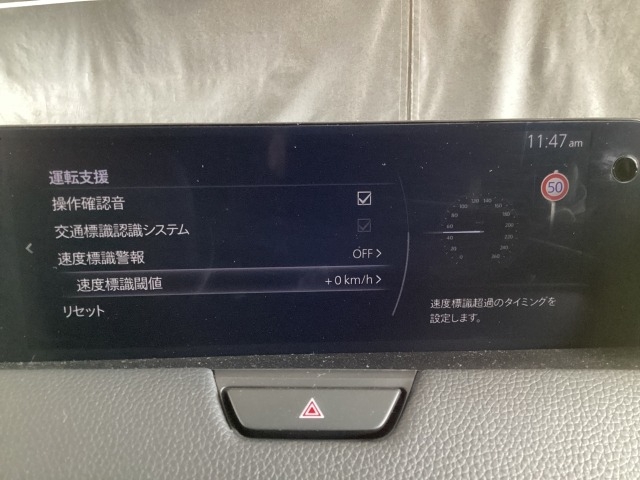 11:47 am
運転支援
操作確認音
交通標識認識システム
速度標識警報 OFF
速度標識閾値 +0 km/h
リセット
50
速度標識超過のタイミングを
設定します。